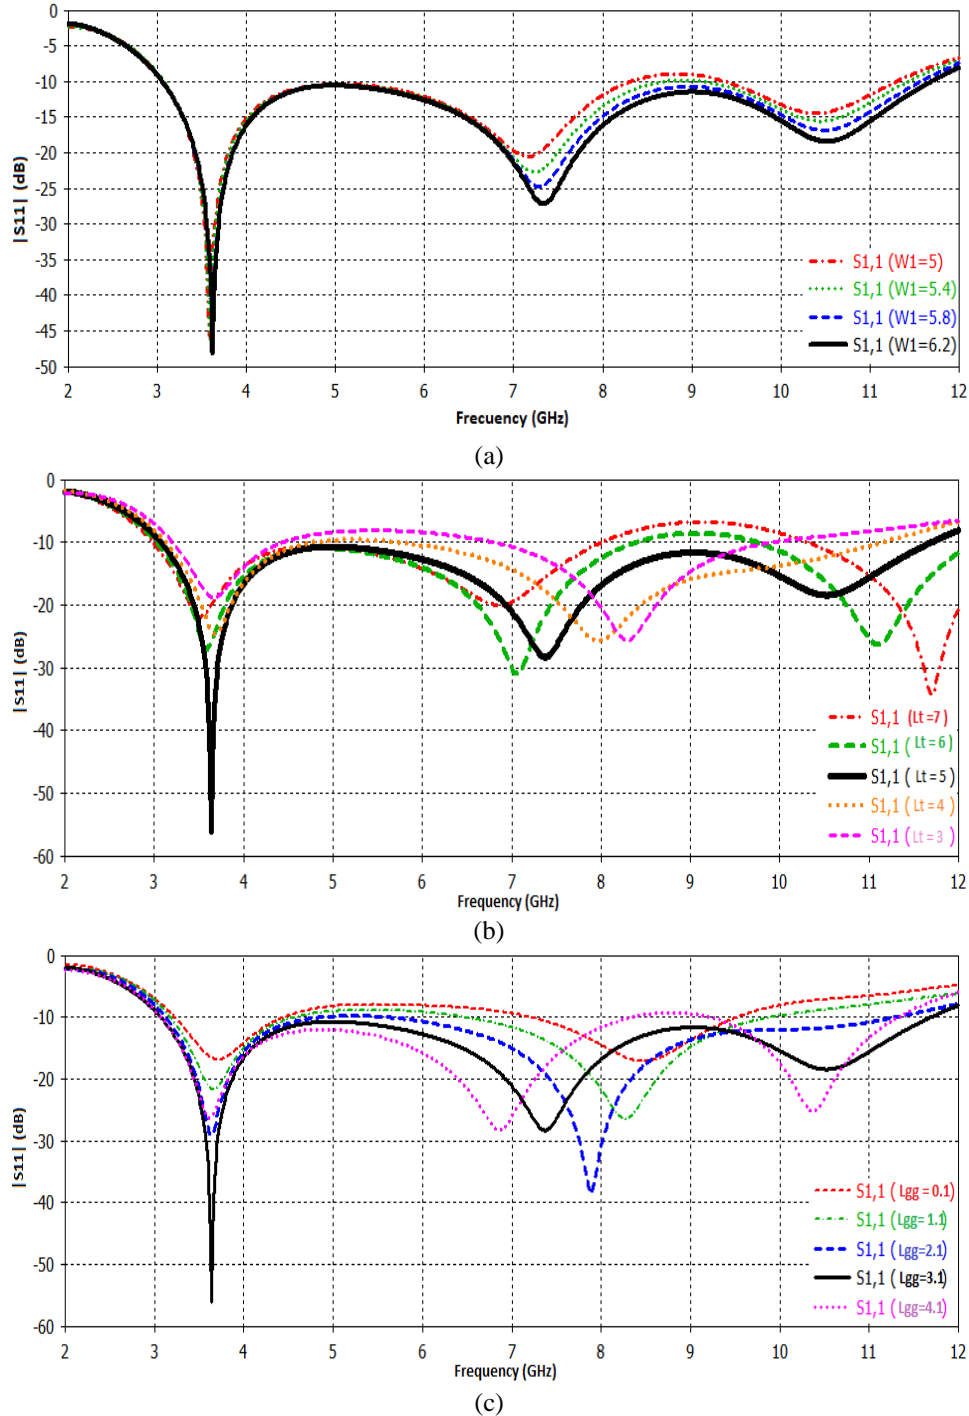 0
-5
-10
-15
-20
-25
-30
-35
-40
-45
-50
|S11| (dB)
S1,1 (W1=5)
S1,1 (W1=5.4)
S1,1 (W1=5.8)
S1,1 (W1=6.2)
2 3 4 5 6 7 8 9 10 11 12
Frecuency (GHz)
(a)
0
-10
-20
-30
-40
-50
-60
|S11| (dB)
S1,1 (Lt=7)
S1,1 (Lt=6)
S1,1 (Lt=5)
S1,1 (Lt=4)
S1,1 (Lt=3)
2 3 4 5 6 7 8 9 10 11 12
Frequency (GHz)
(b)
0
-10
-20
-30
-40
-50
-60
|S11| (dB)
S1,1 (Lgg=0.1)
S1,1 (Lgg=1.1)
S1,1 (Lgg=2.1)
S1,1 (Lgg=3.1)
S1,1 (Lgg=4.1)
2 3 4 5 6 7 8 9 10 11 12
Frequency (GHz)
(c)